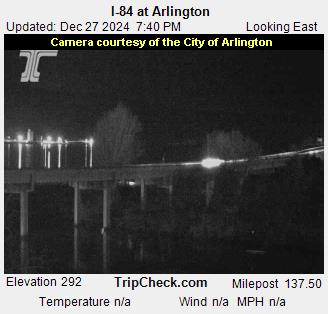 I-84 at Arlington
Updated: Dec 27 2024 7:40 PM Looking East
Camera courtesy of the City of Arlington
Elevation 292 TripCheck.com Milepost 137.50
Temperature n/a Wind n/a MPH n/a